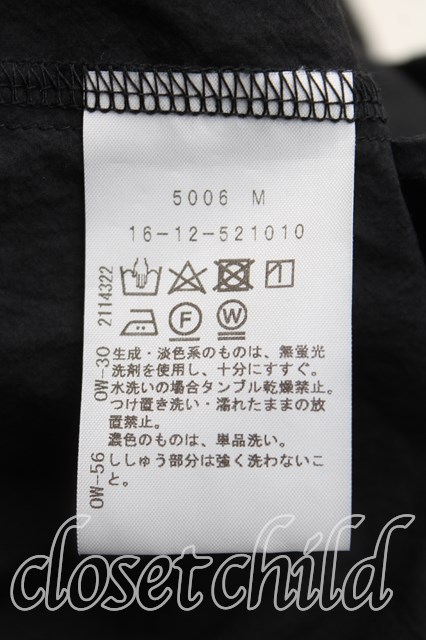 5006 M
16-12-521010
2114322
OW-30
生成・淡色系のものは、無蛍光
洗剤を使用し、十分にすすぐ。
水洗いの場合タンブル乾燥禁止。
つけ置き洗い・濡れたままの放
置禁止。
濃色のものは、単品洗い。
OW-56
ししゅう部分は強く洗わないこ
と。
F
W
closetchild